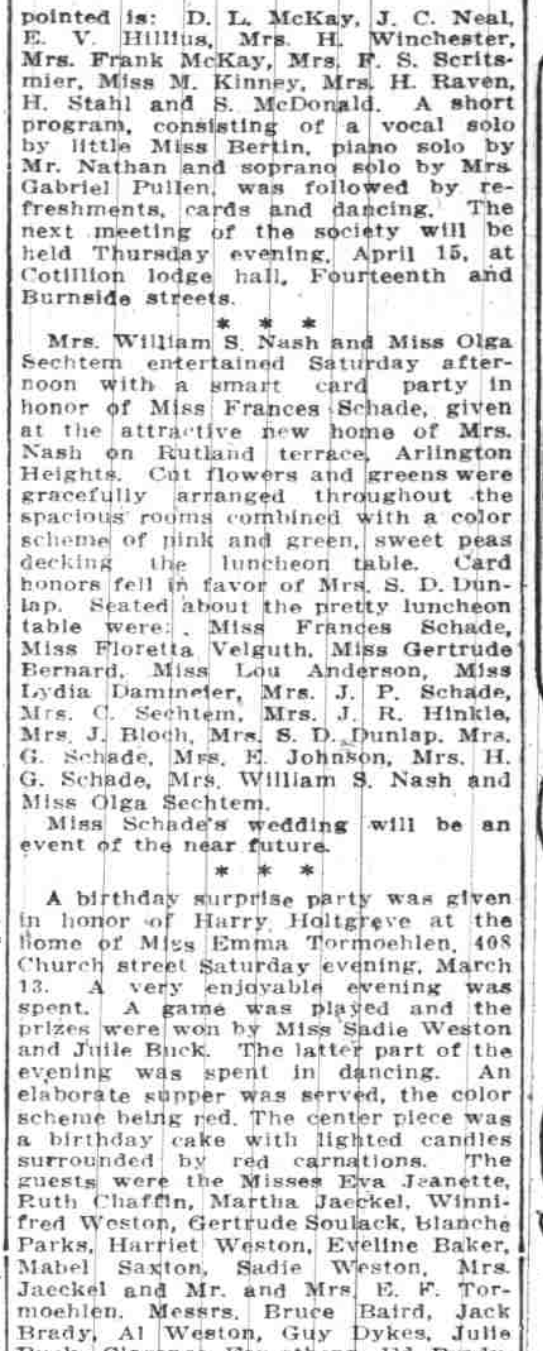 pointed is: D. L. McKay, J. C. Neal,
E. V. Hillius, Mrs. H. Winchester,
Mrs. Frank McKay, Mrs. F. S. Scrits-
mier, Miss M. Kinney, Mrs. H. Raven,
H. Stahl and S. McDonald. A short
program, consisting of a vocal solo
by little Miss Bertin, piano solo by
Mr. Nathan and soprano solo by Mrs.
Gabriel Pullen, was followed by re-
freshments, cards and dancing. The
next meeting of the society will be
held Thursday evening, April 15, at
Cotillion lodge hall, Fourteenth and
Burnside streets.
* * *
Mrs. William S. Nash and Miss Olga
Sechtem entertained Saturday after-
noon with a smart card party in
honor of Miss Frances Schade, given
at the attractive new home of Mrs.
Nash on Rutland terrace, Arlington
Heights. Cut flowers and greens were
gracefully arranged throughout the
spacious rooms combined with a color
scheme of pink and green, sweet peas
decking the luncheon table. Card
honors fell in favor of Mrs. S. D. Dun-
lap. Seated about the pretty luncheon
table were: Miss Frances Schade,
Miss Floretta Velguth, Miss Gertrude
Bernard, Miss Lou Anderson, Miss
Lydia Dammeier, Mrs. J. P. Schade,
Mrs. C. Sechtem, Mrs. J. R. Hinkle,
Mrs. J. Bloch, Mrs. S. D. Dunlap, Mrs.
G. Schade, Mrs. E. Johnson, Mrs. H.
G. Schade, Mrs. William S. Nash and
Miss Olga Sechtem.
Miss Schade's wedding will be an
event of the near future.
* * *
A birthday surprise party was given
in honor of Harry Holtgreve at the
home of Miss Emma Tormoehlen, 408
Church street Saturday evening, March
13. A very enjoyable evening was
spent. A game was played and the
prizes were won by Miss Sadie Weston
and Juile Buck. The latter part of the
evening was spent in dancing. An
elaborate supper was served, the color
scheme being red. The center piece was
a birthday cake with lighted candles
surrounded by red carnations. The
guests were the Misses Eva Jeanette,
Ruth Chaffin, Martha Jaeckel, Winni-
fred Weston, Gertrude Soulack, Blanche
Parks, Harriet Weston, Eveline Baker,
Mabel Saxton, Sadie Weston, Mrs.
Jaeckel and Mr. and Mrs. E. F. Tor-
moehlen. Messrs. Bruce Baird, Jack
Brady, Al Weston, Guy Dykes, Julie